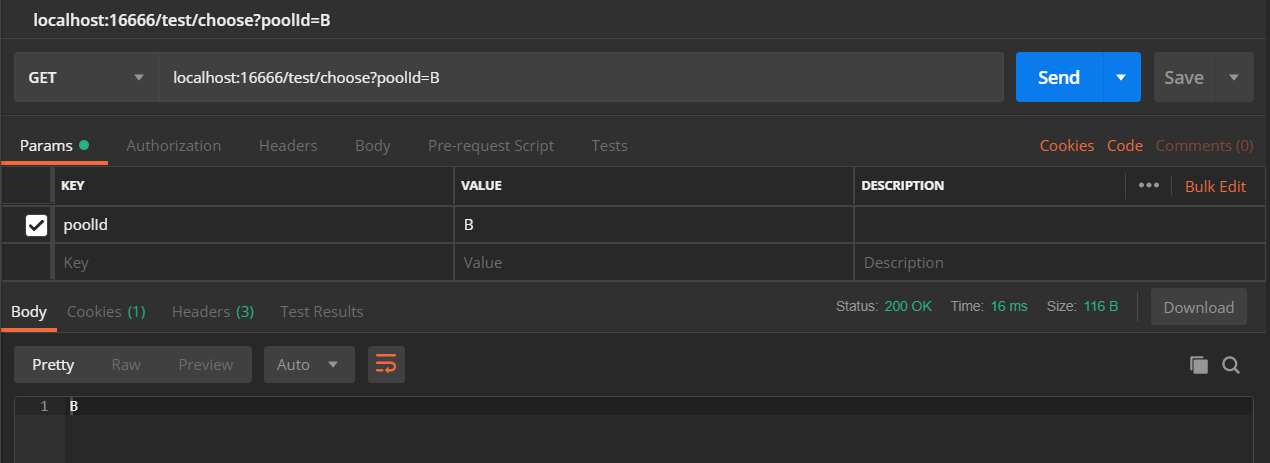 localhost:16666/test/choose?poolId=B
GET localhost:16666/test/choose?poolId=B Send Save
Params Authorization Headers Body Pre-request Script Tests Cookies Code Comments (0)
KEY VALUE DESCRIPTION ••• Bulk Edit
poolId B
Key Value Description
Body Cookies (1) Headers (3) Test Results Status: 200 OK Time: 16 ms Size: 116 B Download
Pretty Raw Preview Auto
1 B